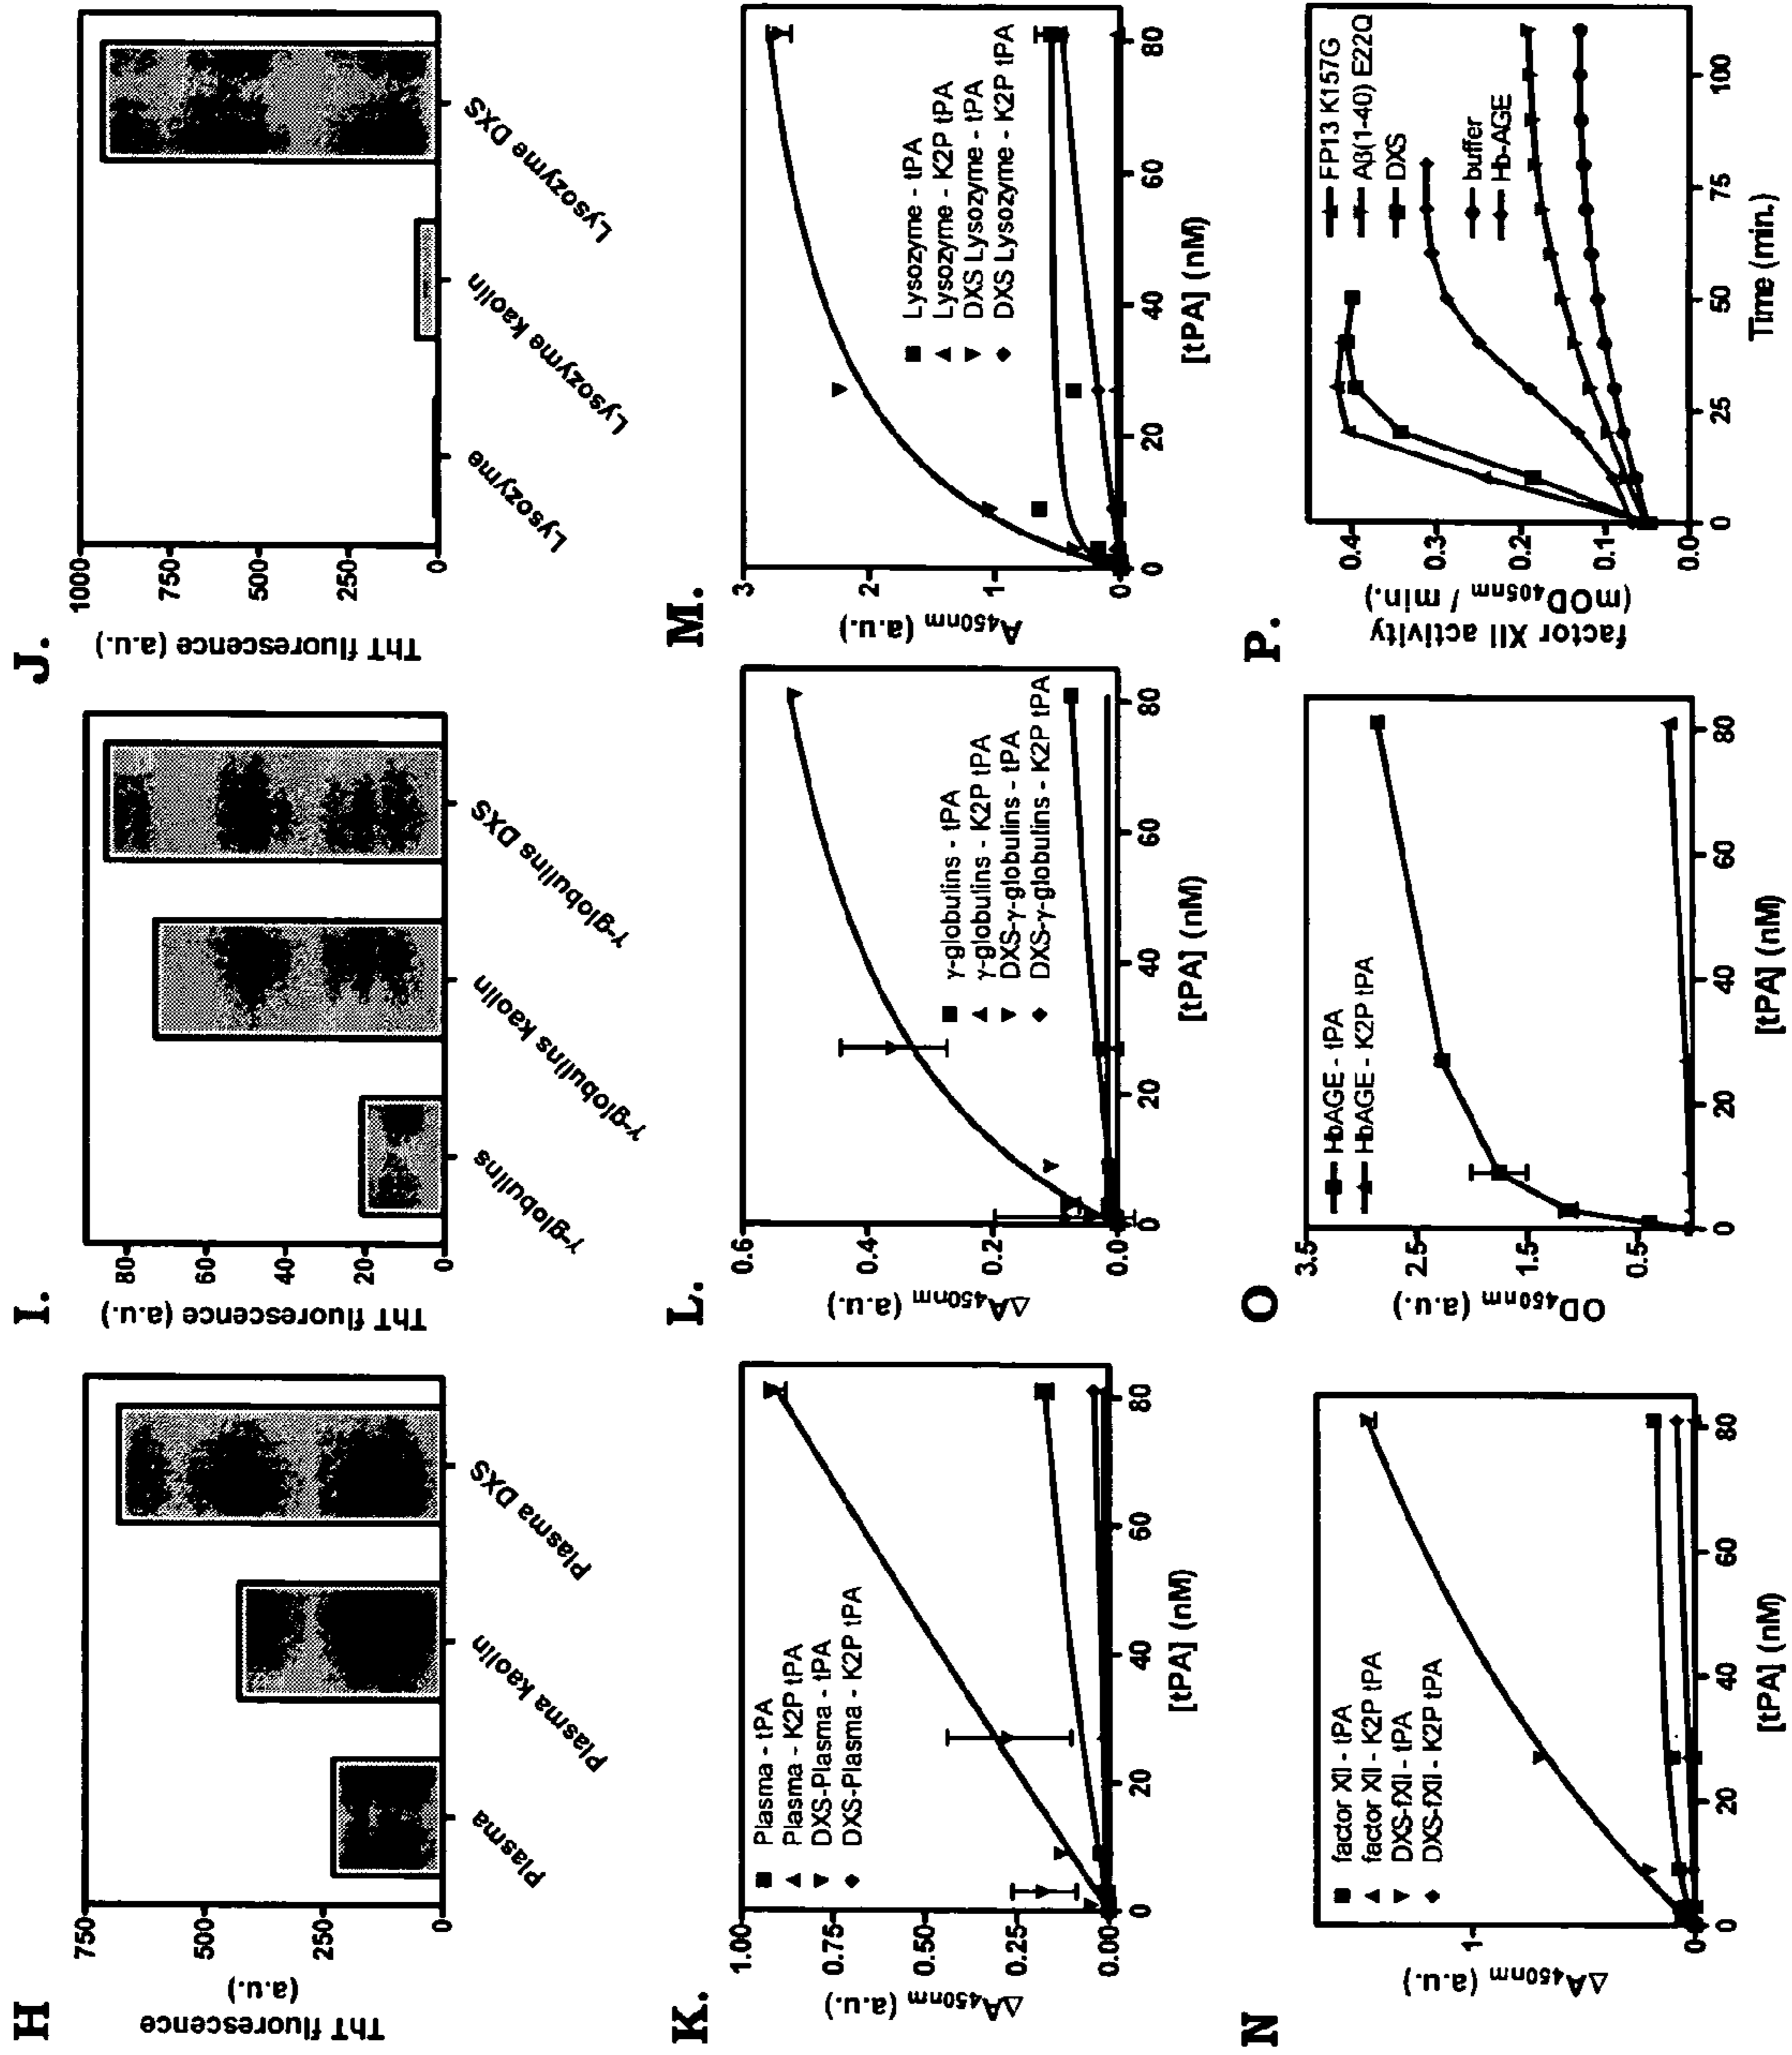 H
ThT fluorescence
(a.u.)
750
500
250
0
Plasma
Plasma kaolin
Plasma DXS
I.
ThT fluorescence (a.u.)
80
60
40
20
0
γ-globulins
γ-globulins kaolin
γ-globulins DXS
J.
ThT fluorescence (a.u.)
1000
750
500
250
0
Lysozyme
Lysozyme kaolin
Lysozyme DXS
K.
ΔA450nm (a.u.)
1.00
0.75
0.50
0.25
0.00
Plasma - tPA
Plasma - K2P tPA
DXS-Plasma - tPA
DXS-Plasma - K2P tPA
0 20 40 60 80
[tPA] (nM)
L.
ΔA450nm (a.u.)
0.6
0.4
0.2
0.0
γ-globulins - tPA
γ-globulins - K2P tPA
DXS-γ-globulins - tPA
DXS-γ-globulins - K2P tPA
0 20 40 60 80
[tPA] (nM)
M.
A450nm (a.u.)
3
2
1
0
Lysozyme - tPA
Lysozyme - K2P tPA
DXS Lysozyme - tPA
DXS Lysozyme - K2P tPA
0 20 40 60 80
[tPA] (nM)
N
ΔA450nm (a.u.)
1
0
factor XII - tPA
factor XII - K2P tPA
DXS-fXII - tPA
DXS-fXII - K2P tPA
0 20 40 60 80
[tPA] (nM)
O
OD450nm (a.u.)
3.5
2.5
1.5
0.5
HbAGE - tPA
HbAGE - K2P tPA
0 20 40 60 80
[tPA] (nM)
P.
factor XII activity
(mOD405nm / min.)
0.4
0.3
0.2
0.1
0.0
FP13 K157G
Aβ(1-40) E22Q
DXS
buffer
Hb-AGE
0 25 50 75 100
Time (min.)